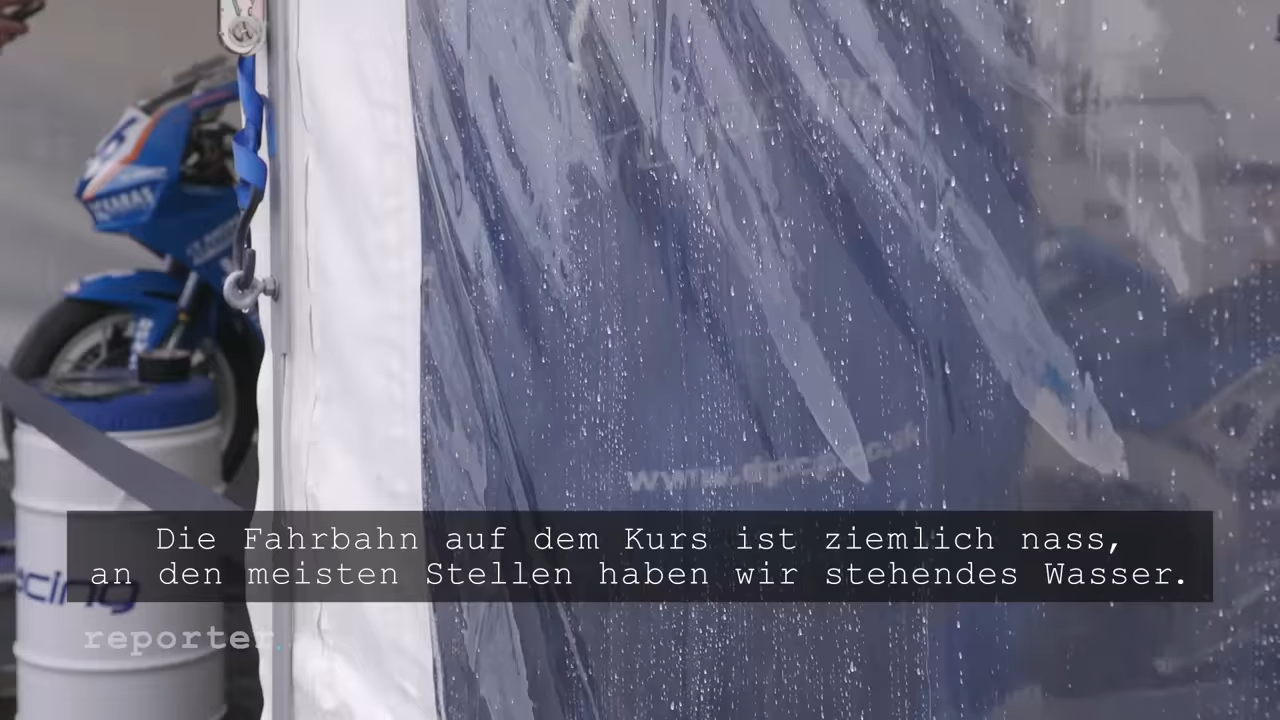 Die Fahrbahn auf dem Kurs ist ziemlich nass,
an den meisten Stellen haben wir stehendes Wasser.
reporter.